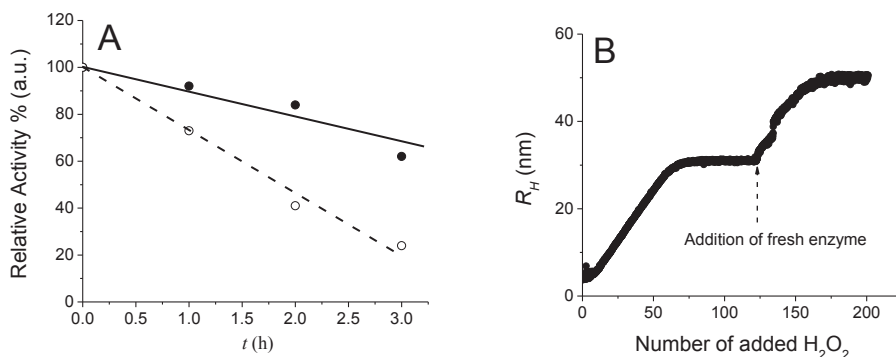 A
Relative Activity % (a.u.)
120
100
80
60
40
20
0
0.0 0.5 1.0 1.5 2.0 2.5 3.0
t (h)
B
R_H (nm)
60
40
20
0
0 50 100 150 200
Addition of fresh enzyme
Number of added H₂O₂